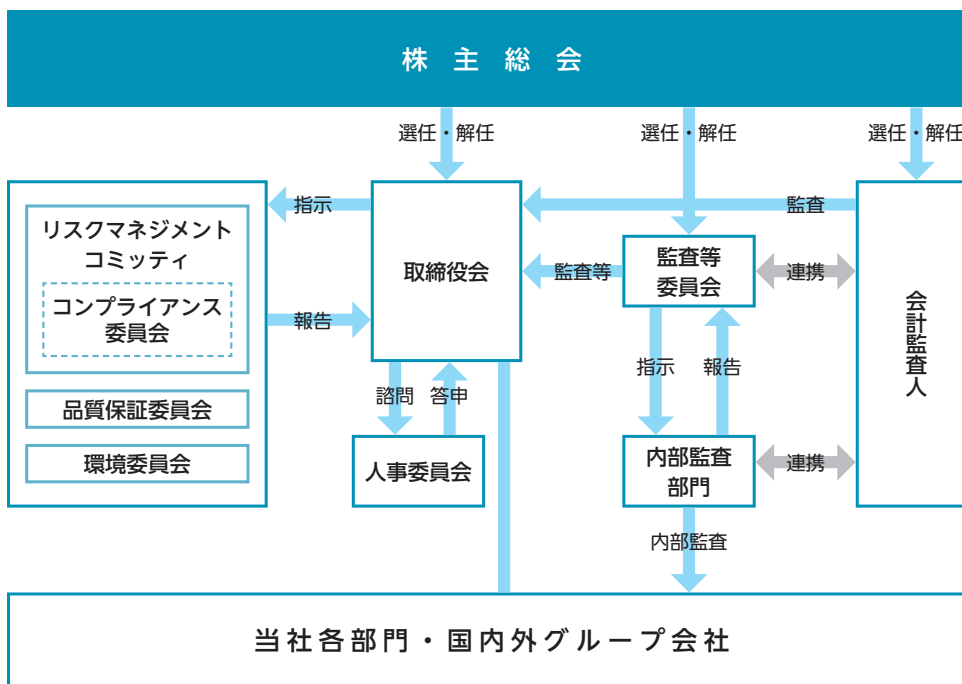 株主総会
選任・解任
選任・解任
選任・解任
指示
監査
リスクマネジメント
コミッティ
コンプライアンス
委員会
品質保証委員会
環境委員会
報告
取締役会
監査等
監査等
委員会
連携
会計監査人
諮問
答申
指示
報告
人事委員会
内部監査
部門
連携
内部監査
当社各部門・国内外グループ会社